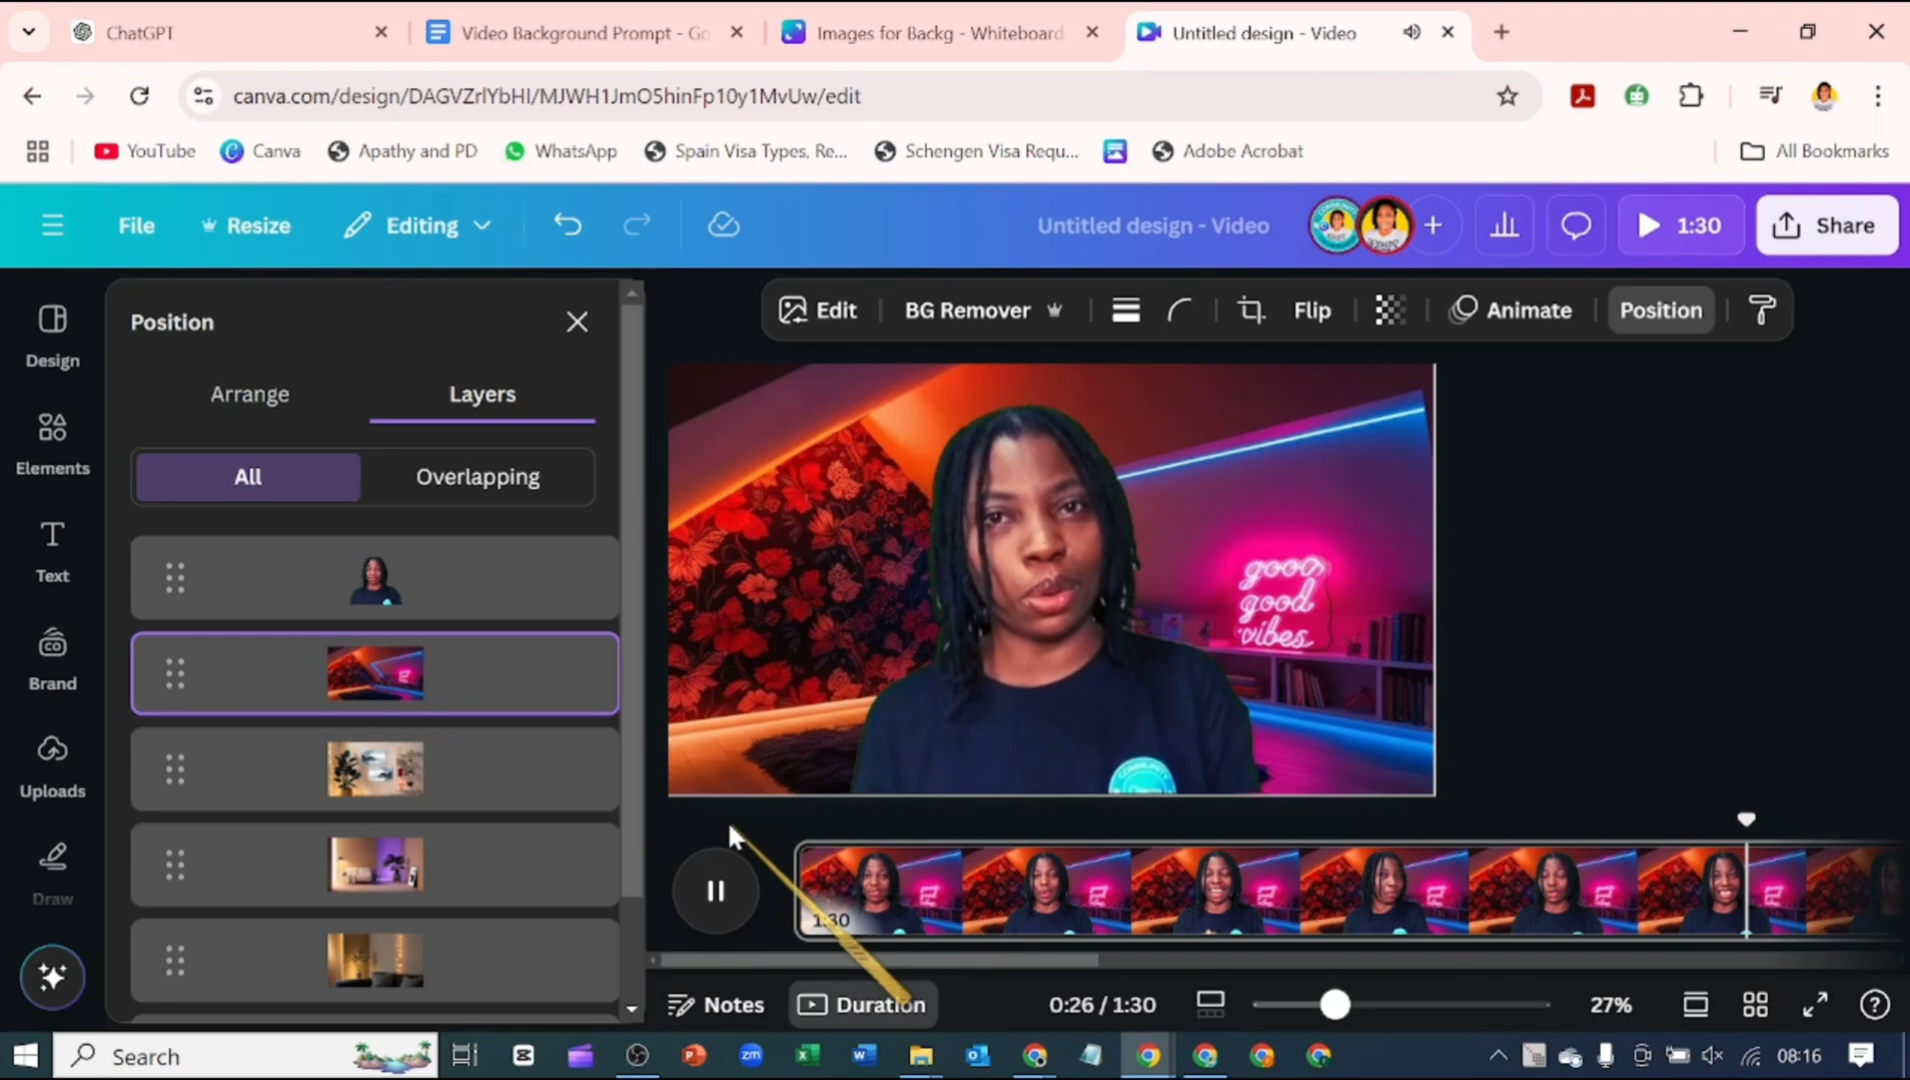 ChatGPT
Video Background Prompt - Go
Images for Backg - Whiteboard
Untitled design - Video
canva.com/design/DAGVZrlYbHI/MJWH1JmO5hinFp10y1MvUw/edit
YouTube
Canva
Apathy and PD
WhatsApp
Spain Visa Types, Re...
Schengen Visa Requ...
Adobe Acrobat
All Bookmarks
File
Resize
Editing
Untitled design - Video
1:30
Share
Design
Elements
Text
Brand
Uploads
Draw
Position
Arrange
Layers
All
Overlapping
Edit
BG Remover
Flip
Animate
Position
good
good
vibes
COMMUNITY
1:30
Notes
Duration
0:26 / 1:30
27%
Search
zm
08:16